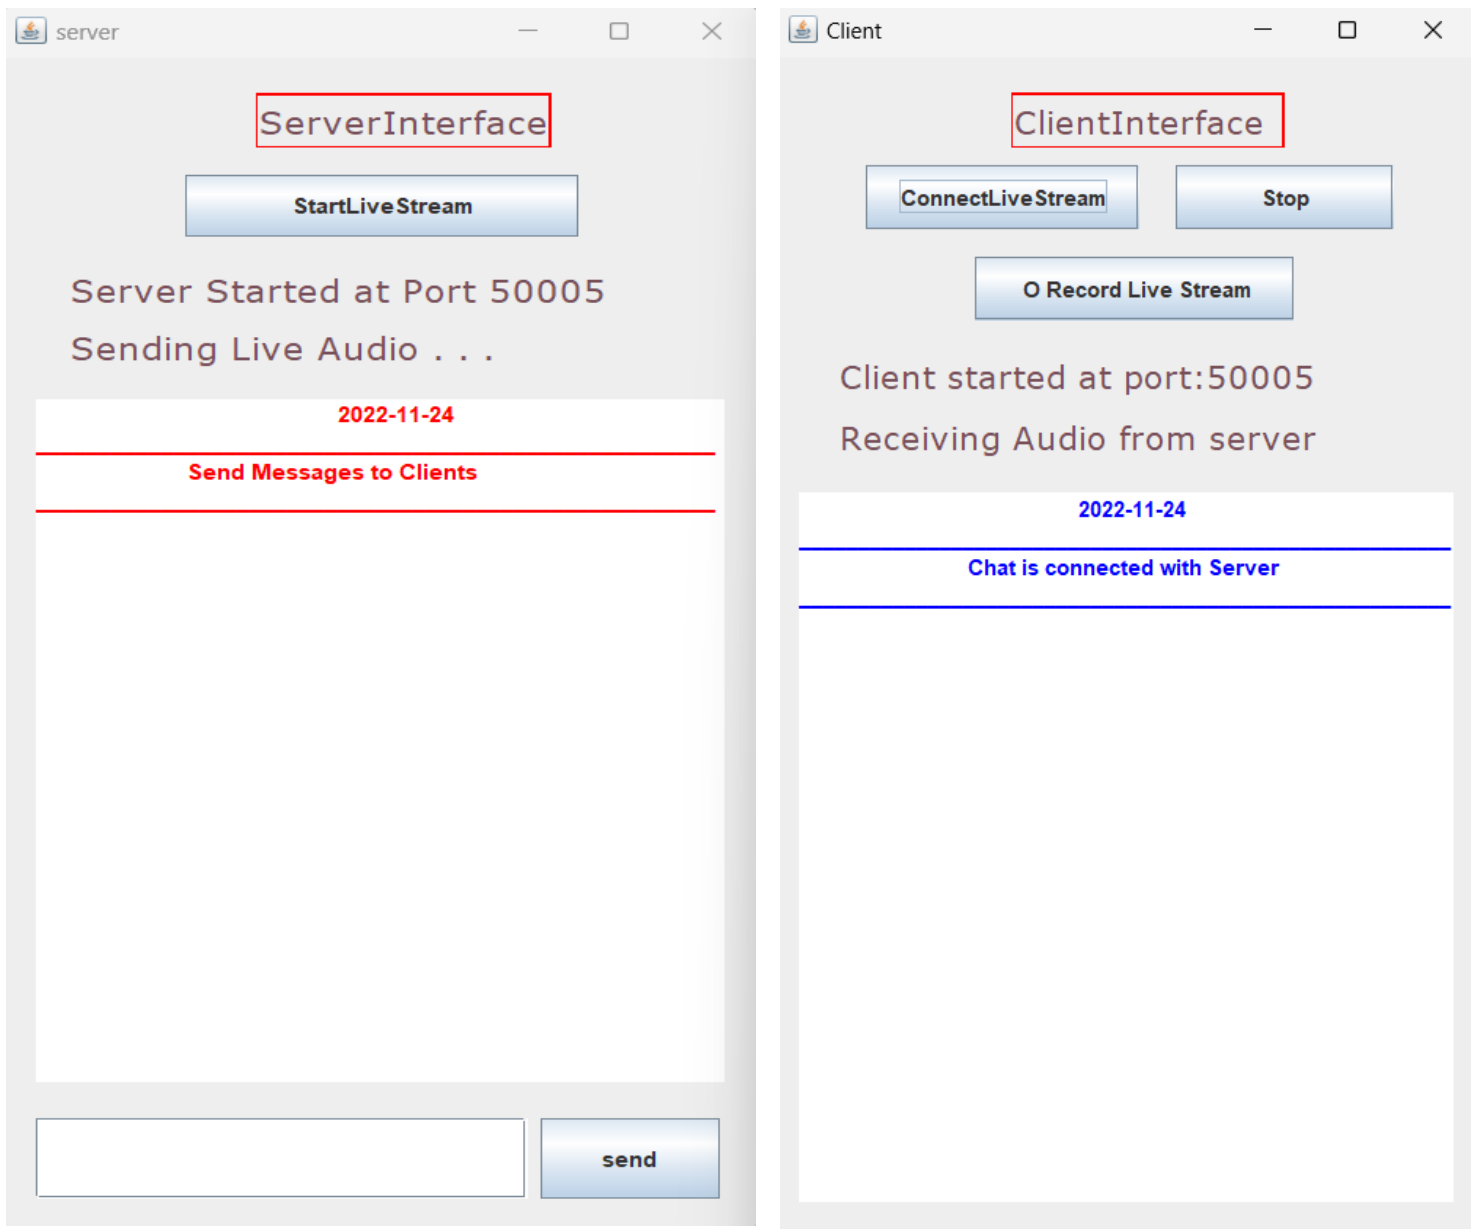 server
ServerInterface
StartLiveStream
Server Started at Port 50005
Sending Live Audio . . .
2022-11-24
Send Messages to Clients
send
Client
ClientInterface
ConnectLiveStream
Stop
O Record Live Stream
Client started at port:50005
Receiving Audio from server
2022-11-24
Chat is connected with Server